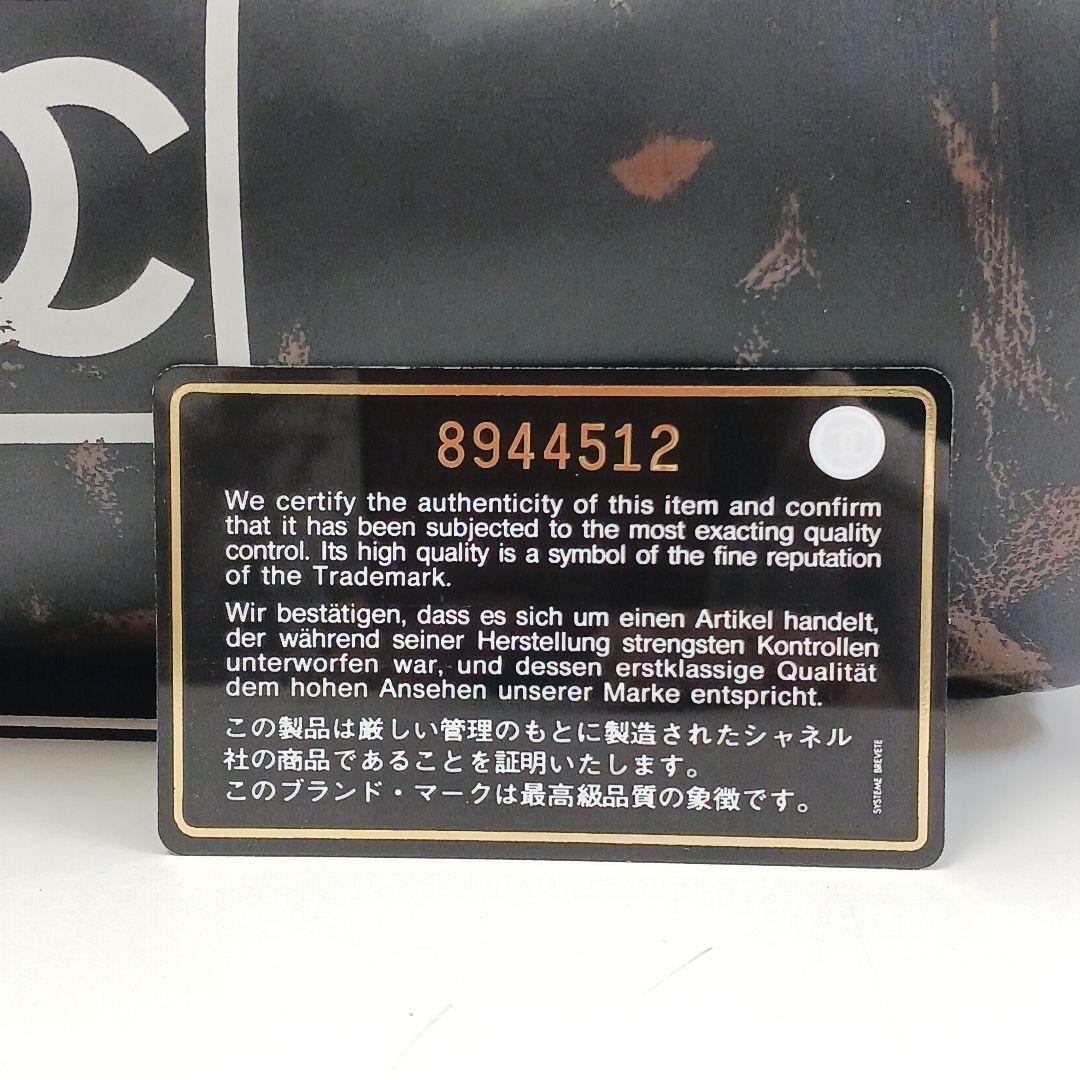 8944512
We certify the authenticity of this item and confirm
that it has been subjected to the most exacting quality
control. Its high quality is a symbol of the fine reputation
of the Trademark.
Wir bestätigen, dass es sich um einen Artikel handelt,
der während seiner Herstellung strengsten Kontrollen
unterworfen war, und dessen erstklassige Qualität
dem hohen Ansehen unserer Marke entspricht.
この製品は厳しい管理のもとに製造されたシャネル
社の商品であることを証明いたします。
このブランド・マークは最高級品質の象徴です。
SYSTEME BREVETE